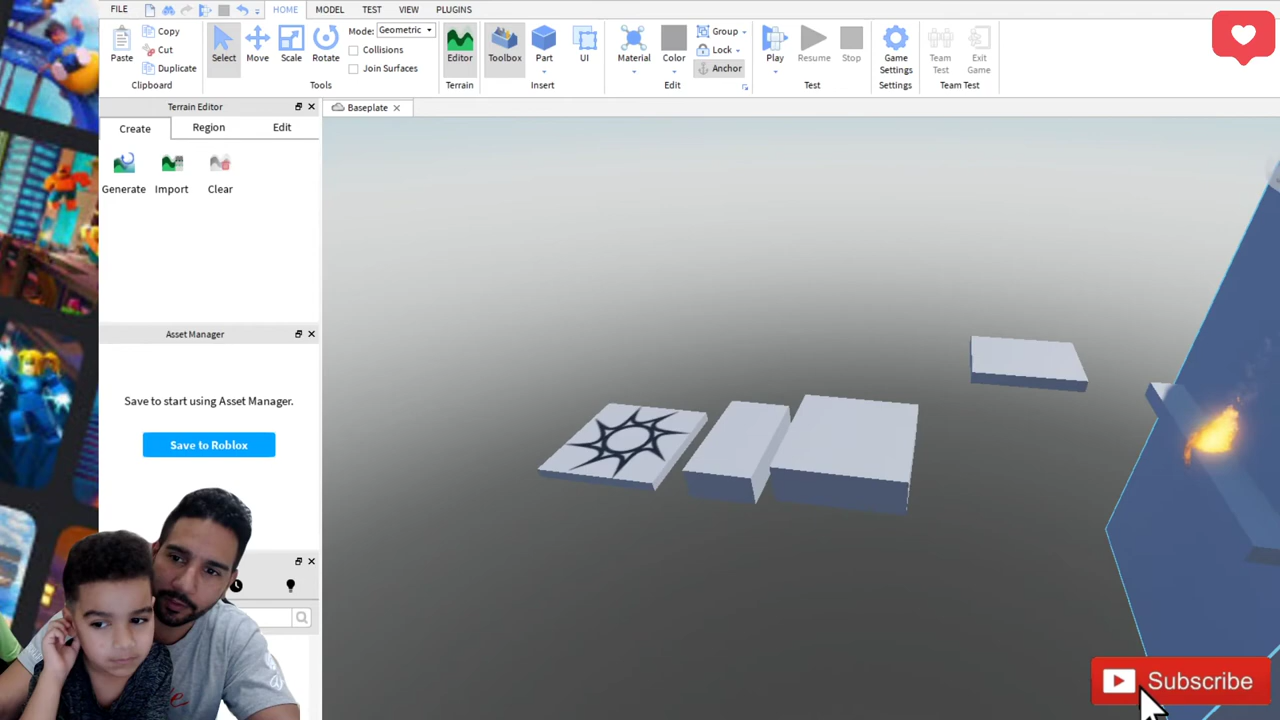 FILE HOME MODEL TEST VIEW PLUGINS
Paste Copy Cut Duplicate Clipboard
Select Move Scale Rotate Mode: Geometric Collisions Join Surfaces Tools
Editor Terrain
Toolbox Part UI Insert
Material Color Group Lock Anchor Edit
Play Resume Stop Test
Game Settings Settings
Team Test Exit Game Team Test
Terrain Editor
Baseplate
Create Region Edit
Generate Import Clear
Asset Manager
Save to start using Asset Manager.
Save to Roblox
Subscribe